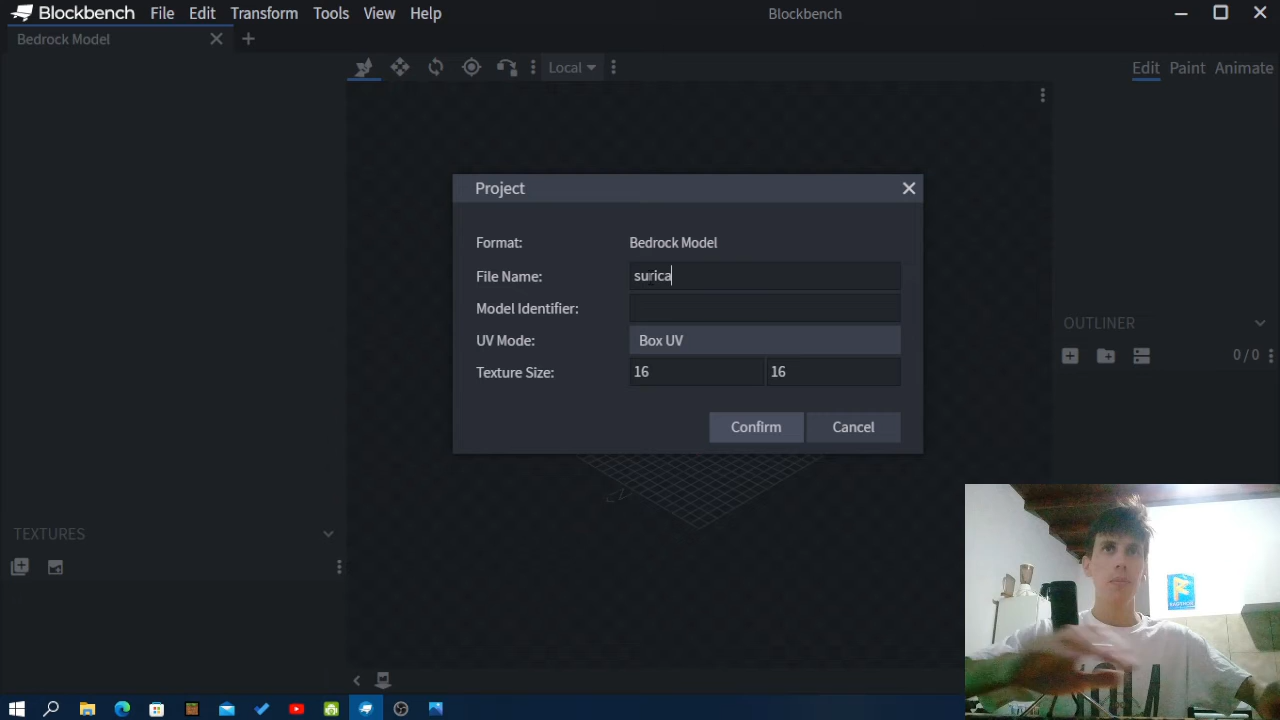 Blockbench File Edit Transform Tools View Help
Blockbench
Bedrock Model
Local
Edit Paint Animate
Project
Format: Bedrock Model
File Name: surica
Model Identifier:
UV Mode: Box UV
Texture Size: 16 16
Confirm Cancel
OUTLINER
0 / 0
TEXTURES